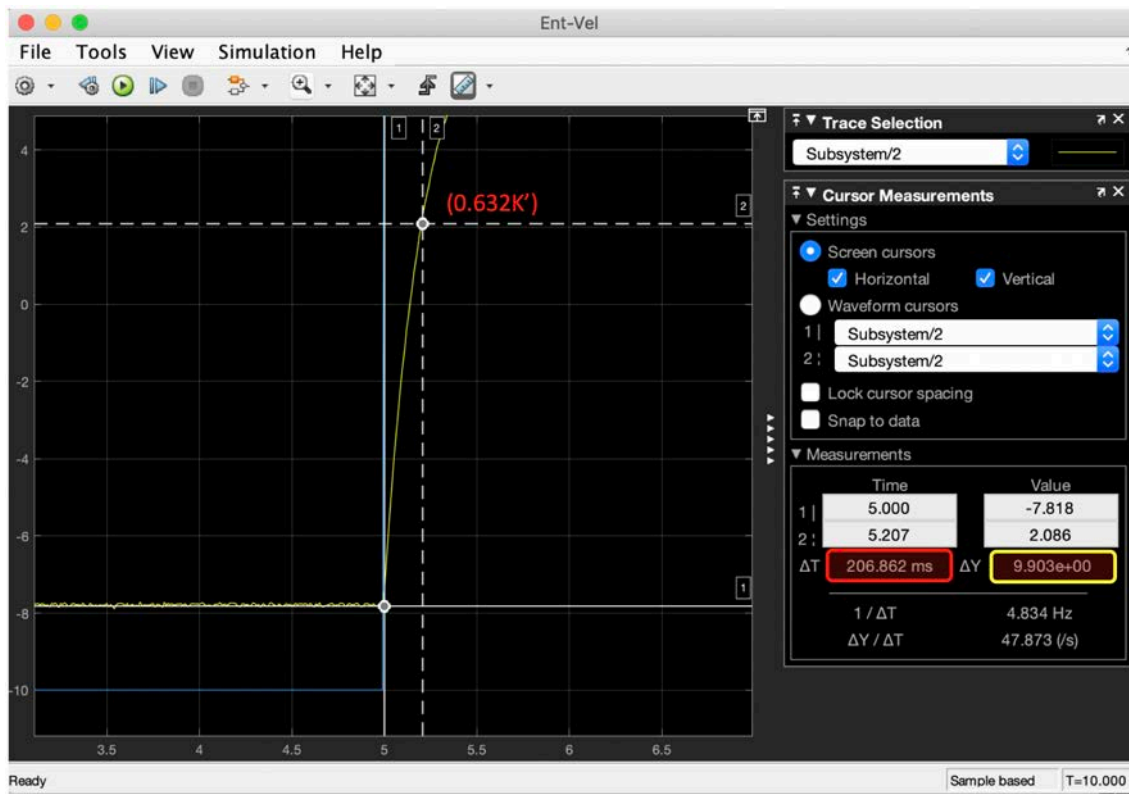 Ent-Vel
File Tools View Simulation Help
Trace Selection
Subsystem/2
Cursor Measurements
Settings
Screen cursors
Horizontal Vertical
Waveform cursors
1 | Subsystem/2
2 ¦ Subsystem/2
Lock cursor spacing
Snap to data
Measurements
Time Value
1 | 5.000 -7.818
2 ¦ 5.207 2.086
ΔT 206.862 ms ΔY 9.903e+00
1 / ΔT 4.834 Hz
ΔY / ΔT 47.873 (/s)
1 2
(0.632K’)
2
1
4
2
0
-2
-4
-6
-8
-10
3.5 4 4.5 5 5.5 6 6.5
Ready Sample based T=10.000